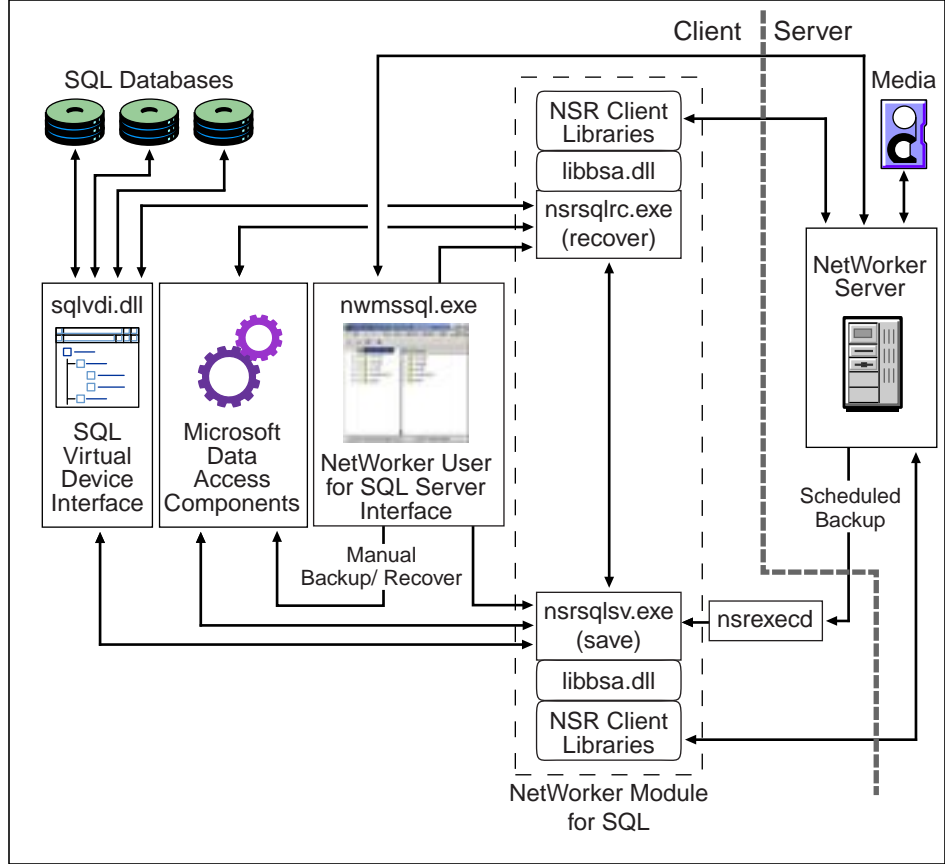 Client
Server
SQL Databases
Media
NSR Client
Libraries
libbsa.dll
nsrsqlrc.exe
(recover)
NetWorker
Server
sqlvdi.dll
SQL
Virtual
Device
Interface
Microsoft
Data
Access
Components
nwmssql.exe
NetWorker User
for SQL Server
Interface
Manual
Backup/ Recover
Scheduled
Backup
nsrexecd
nsrsqlsv.exe
(save)
libbsa.dll
NSR Client
Libraries
NetWorker Module
for SQL